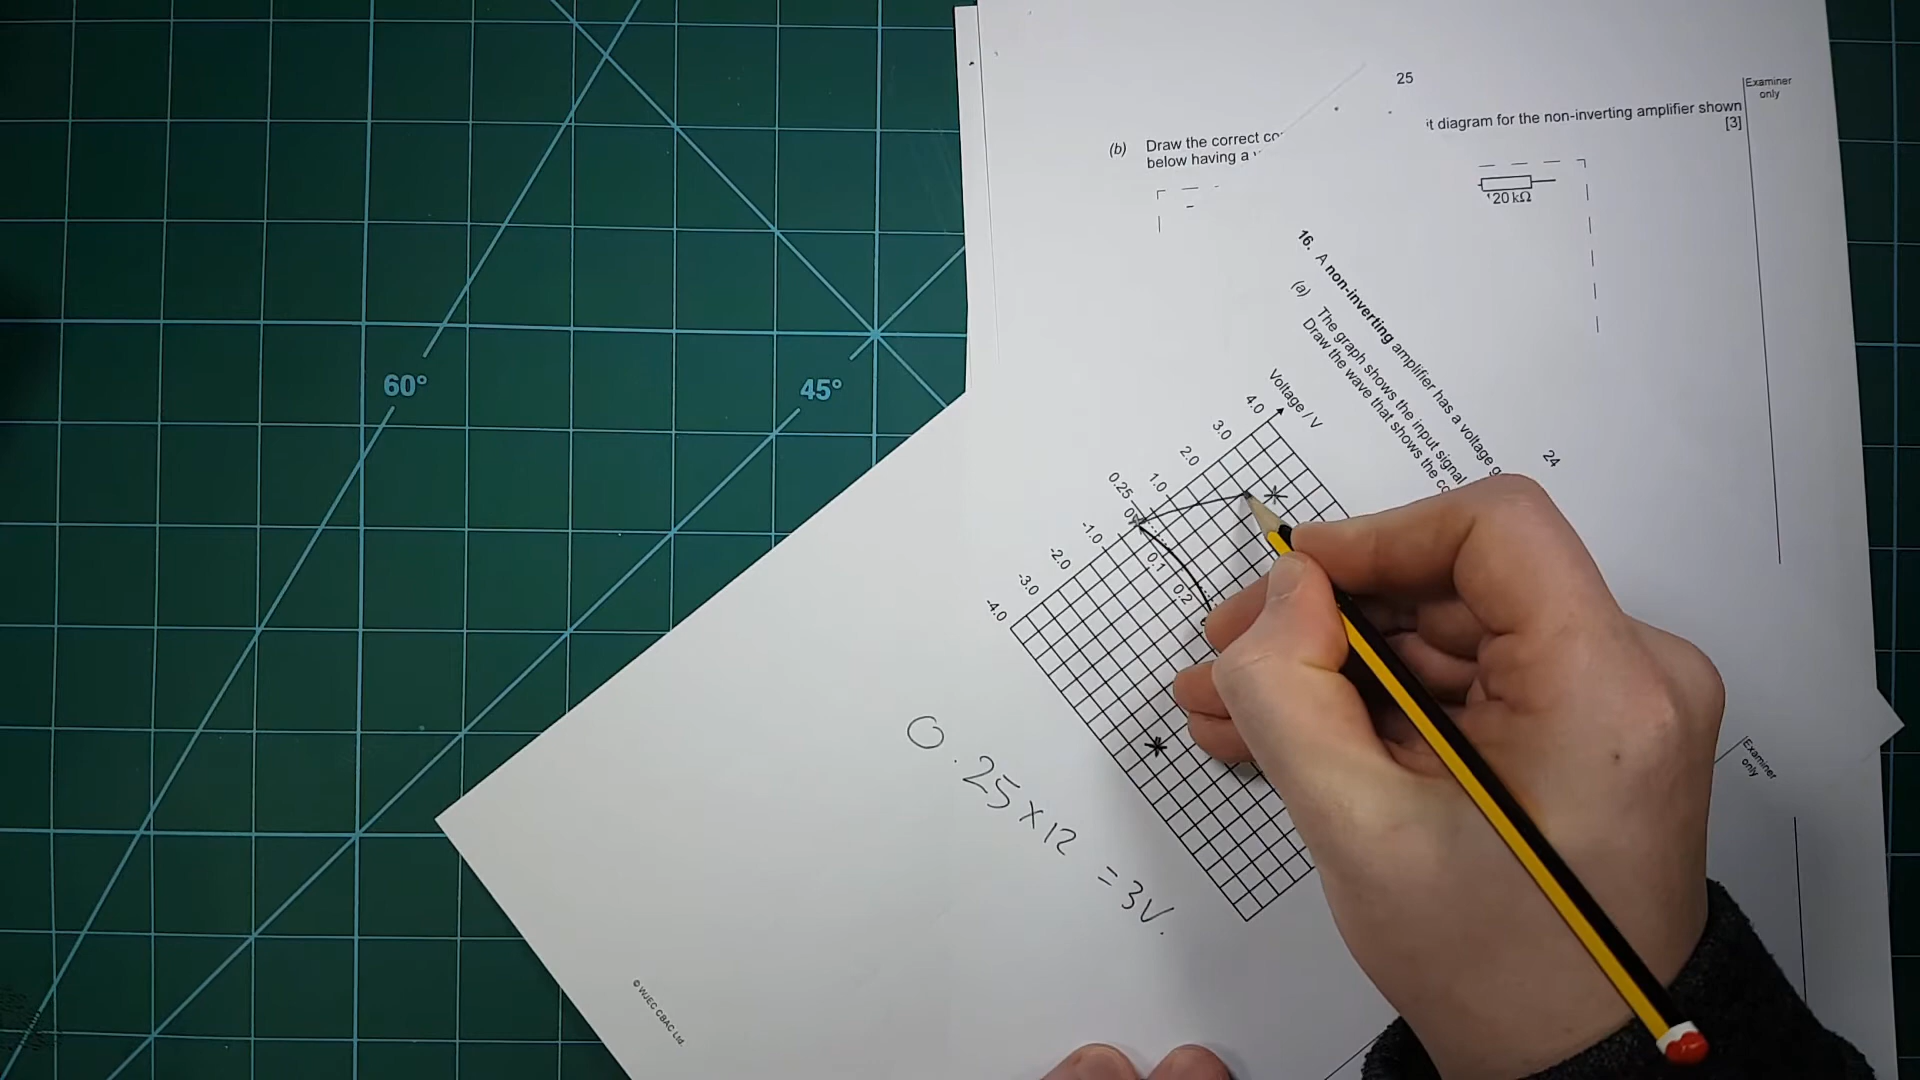 60°
45°
25
Examiner
only
(b) Draw the correct
it diagram for the non-inverting amplifier shown
below having a
[3]
20 kΩ
24
16. A non-inverting amplifier has a voltage
(a) The graph shows the input signal
Draw the wave that shows the
Voltage / V
4.0
3.0
2.0
1.0
0.25
0
-1.0
-2.0
-3.0
-4.0
0.1
0.2
Examiner
only
0.25 x 12 = 3V.
© WJEC CBAC Ltd.